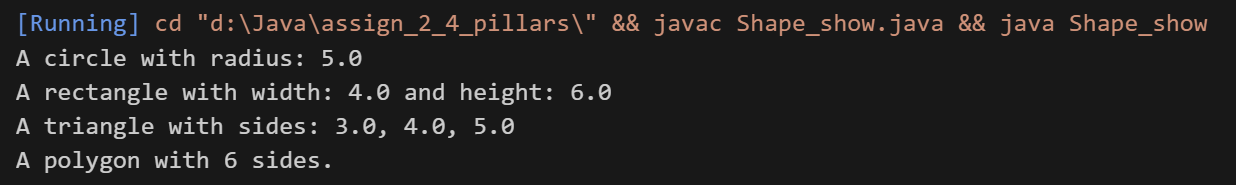 [Running] cd "d:\Java\assign_2_4_pillars\" && javac Shape_show.java && java Shape_show
A circle with radius: 5.0
A rectangle with width: 4.0 and height: 6.0
A triangle with sides: 3.0, 4.0, 5.0
A polygon with 6 sides.